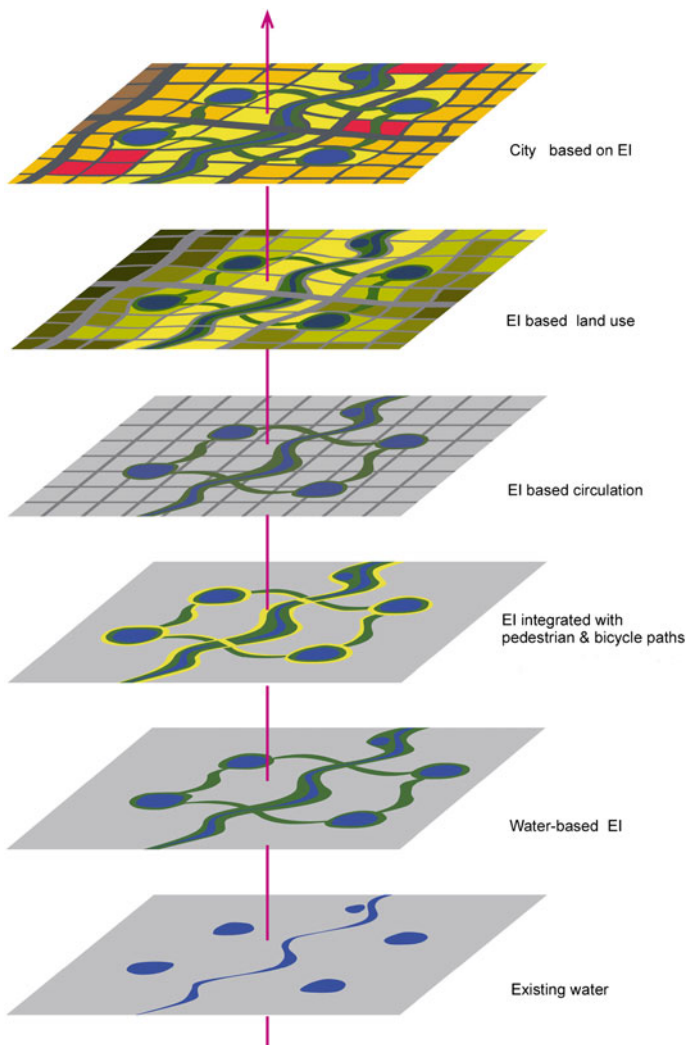 City based on EI
EI based land use
EI based circulation
EI integrated with
pedestrian & bicycle paths
Water-based EI
Existing water